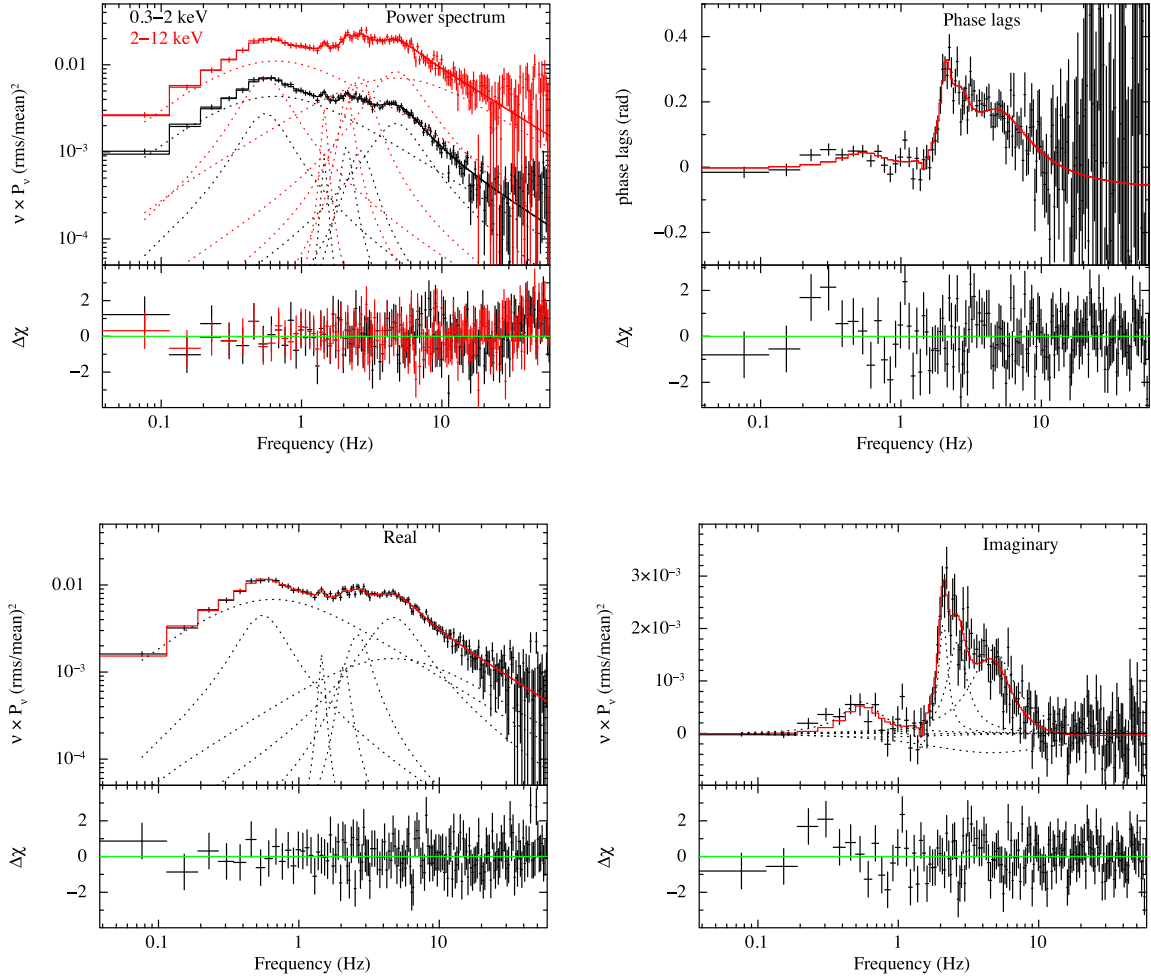 0.3−2 keV
Power spectrum
2−12 keV
ν × Pν (rms/mean)²
0.01
10⁻³
10⁻⁴
Δχ
2
0
−2
0.1
1
10
Frequency (Hz)
Phase lags
phase lags (rad)
0.4
0.2
0
−0.2
Δχ
2
0
−2
0.1
1
10
Frequency (Hz)
Real
ν × Pν (rms/mean)²
0.01
10⁻³
10⁻⁴
Δχ
2
0
−2
0.1
1
10
Frequency (Hz)
Imaginary
ν × Pν (rms/mean)²
3×10⁻³
2×10⁻³
10⁻³
0
Δχ
2
0
−2
0.1
1
10
Frequency (Hz)